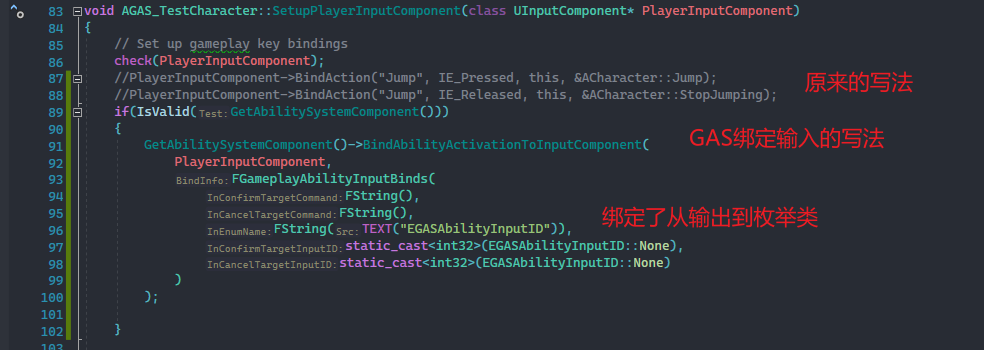 83 void AGAS_TestCharacter::SetupPlayerInputComponent(class UInputComponent* PlayerInputComponent)
84 {
85 // Set up gameplay key bindings
86 check(PlayerInputComponent);
87 //PlayerInputComponent->BindAction("Jump", IE_Pressed, this, &ACharacter::Jump); 原来的写法
88 //PlayerInputComponent->BindAction("Jump", IE_Released, this, &ACharacter::StopJumping);
89 if(IsValid(Test:GetAbilitySystemComponent()))
90 {
91 GetAbilitySystemComponent()->BindAbilityActivationToInputComponent( GAS绑定输入的写法
92 PlayerInputComponent,
93 BindInfo:FGameplayAbilityInputBinds(
94 InConfirmTargetCommand:FString(),
95 InCancelTargetCommand:FString(),
96 InEnumName:FString(Src:TEXT("EGASAbilityInputID")), 绑定了从输出到枚举类
97 InConfirmTargetInputID:static_cast<int32>(EGASAbilityInputID::None),
98 InCancelTargetInputID:static_cast<int32>(EGASAbilityInputID::None)
99 )
100 );
101
102 }
103